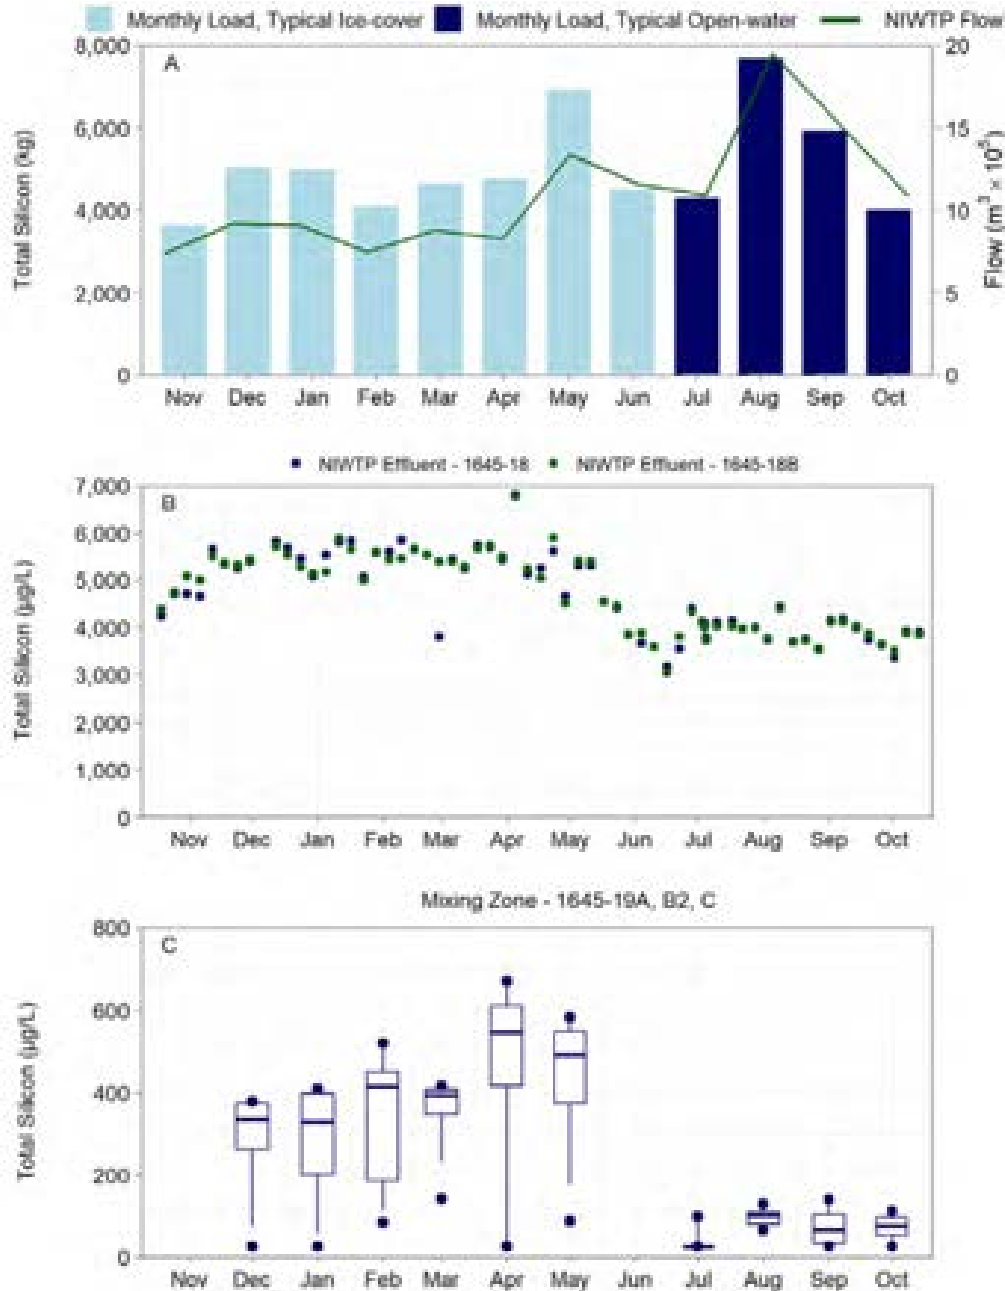 Monthly Load, Typical Ice-cover Monthly Load, Typical Open-water NIWTP Flow
A
Total Silicon (kg)
8,000
6,000
4,000
2,000
0
20
15
10
5
0
Flow (m³ × 10⁵)
Nov Dec Jan Feb Mar Apr May Jun Jul Aug Sep Oct
NIWTP Effluent - 1645-18 NIWTP Effluent - 1645-18B
B
Total Silicon (µg/L)
7,000
6,000
5,000
4,000
3,000
2,000
1,000
0
Nov Dec Jan Feb Mar Apr May Jun Jul Aug Sep Oct
Mixing Zone - 1645-19A, B2, C
C
Total Silicon (µg/L)
800
600
400
200
0
Nov Dec Jan Feb Mar Apr May Jun Jul Aug Sep Oct